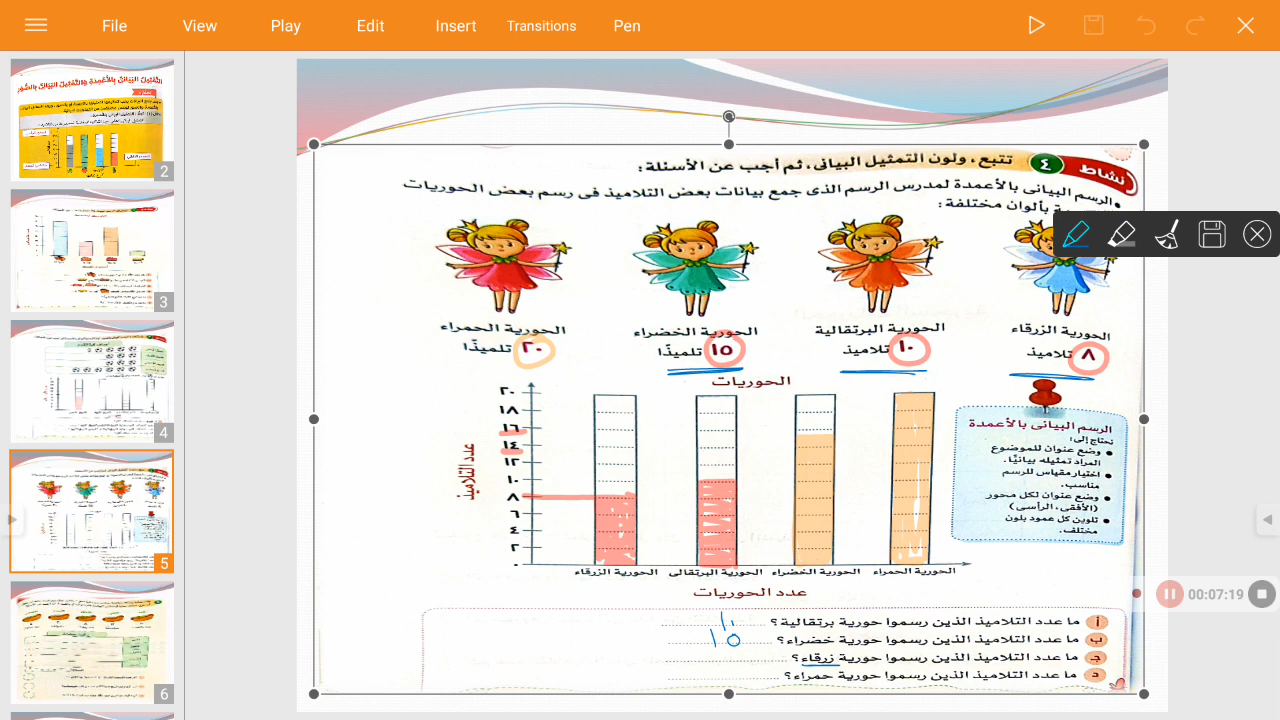 File View Play Edit Insert Transitions Pen
2
3
4
5
6
نشاط ٤ تتبع، ولون التمثيل البيانى، ثم أجب عن الأسئلة:
• الرسم البيانى بالأعمدة لمدرس الرسم الذى جمع بيانات بعض التلاميذ فى رسم بعض الحوريات
بألوان مختلفة:
الحورية الزرقاء الحورية البرتقالية الحورية الخضراء الحورية الحمراء
٨ تلاميذ ١٠ تلاميذ ١٥ تلميذًا ٢٠ تلميذًا
الحوريات
عدد التلاميذ
٢٠
١٨
١٦
١٤
١٢
١٠
٨
٦
٤
٢
٠
الحورية الزرقاء الحورية البرتقالى الحورية الخضراء الحورية الحمراء
عدد الحوريات
الرسم البيانى بالأعمدة
نحتاج إلى:
• وضع عنوان للموضوع
المراد تمثيله بيانيًا.
• اختيار مقياس للرسم
مناسب.
• وضع عنوان لكل محور
(الأفقى، الرأسى)
• تلوين كل عمود بلون
مختلف.
أ ما عدد التلاميذ الذين رسموا حورية برتقالية؟ ١٠
ب ما عدد التلاميذ الذين رسموا حورية خضراء؟ ١٥
جـ ما عدد التلاميذ الذين رسموا حورية زرقاء؟
د ما عدد التلاميذ الذين رسموا حورية حمراء؟
00:07:19